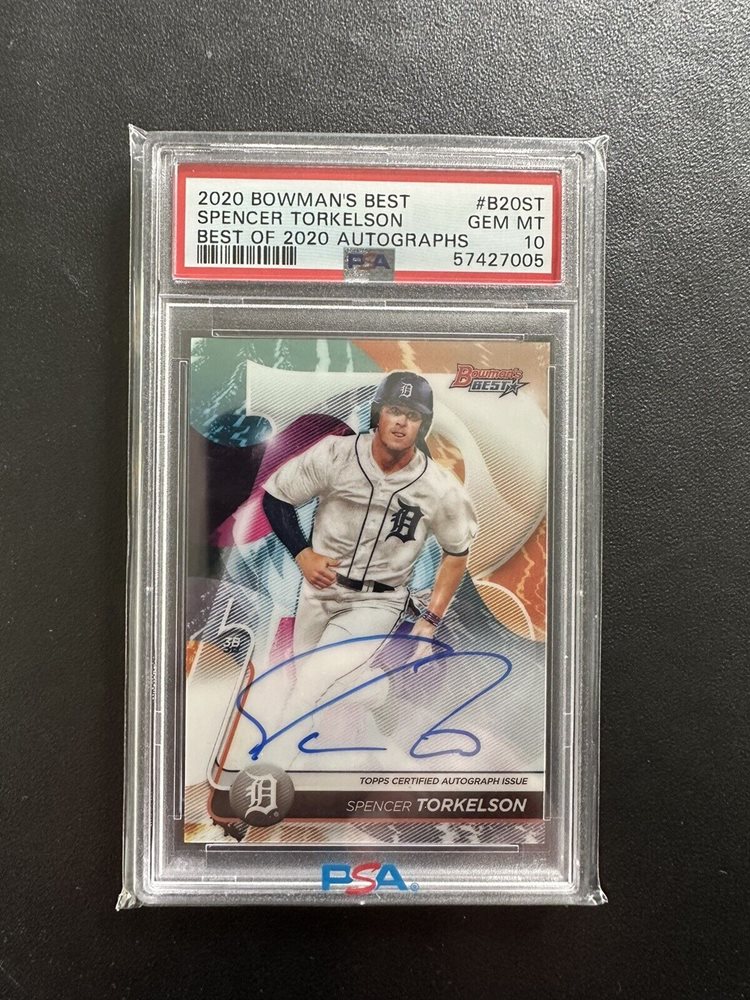 2020 BOWMAN'S BEST #B20ST
SPENCER TORKELSON GEM MT
BEST OF 2020 AUTOGRAPHS 10
PSA 57427005
Bowman's
BEST
D
D
3B
TOPPS CERTIFIED AUTOGRAPH ISSUE
D SPENCER TORKELSON
PSA®